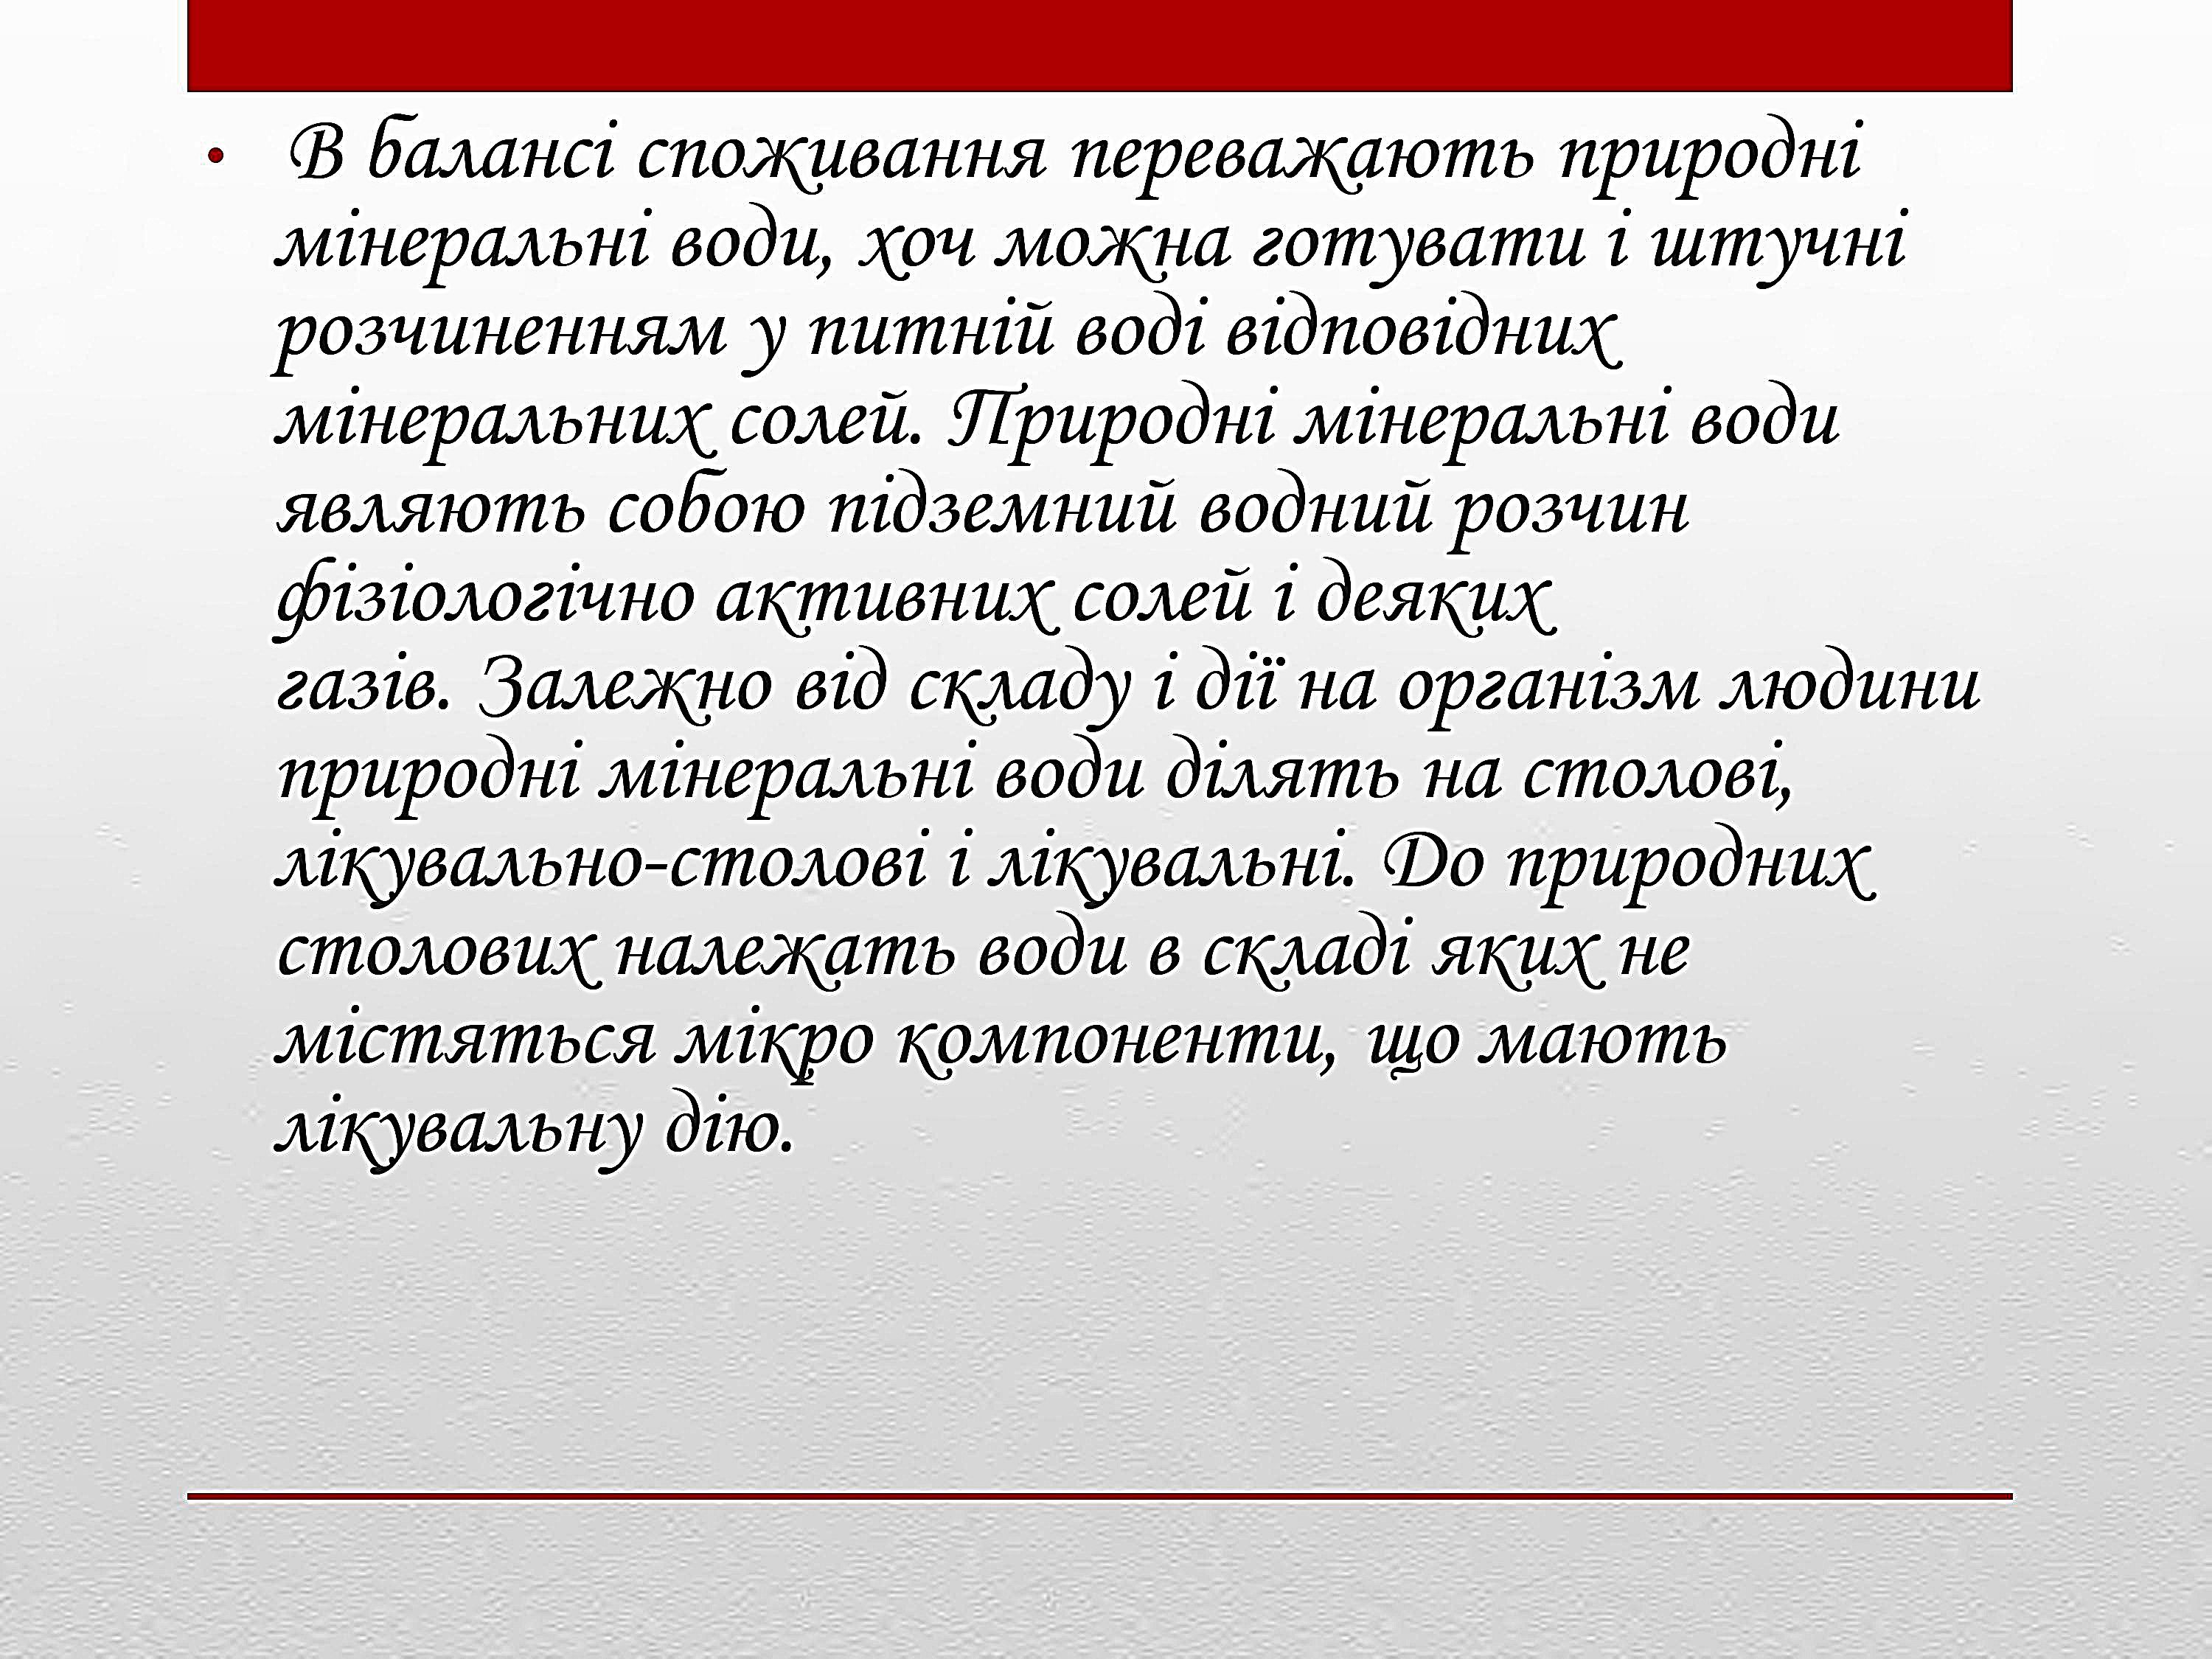 • В балансі споживання переважають природні
мінеральні води, хоч можна готувати і штучні
розчиненням у питній воді відповідних
мінеральних солей. Природні мінеральні води
являють собою підземний водний розчин
фізіологічно активних солей і деяких
газів. Залежно від складу і дії на організм людини
природні мінеральні води ділять на столові,
лікувально-столові і лікувальні. До природних
столових належать води в складі яких не
містяться мікро компоненти, що мають
лікувальну дію.